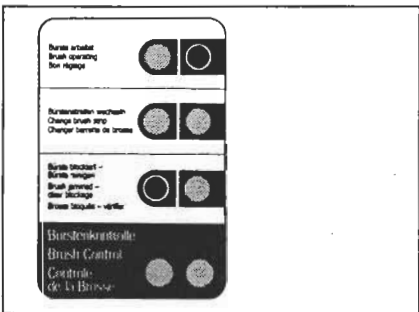 Bürste arbeitet
Brush operating
Bon réglage
Bürstenstreifen wechseln
Change brush strip
Changer barrette de brosse
Bürste blockiert –
Bürste reinigen
Brush jammed –
clear blockage
Brosse bloquée – vérifier
Bürstenkontrolle
Brush Control
Contrôle
de la Brosse